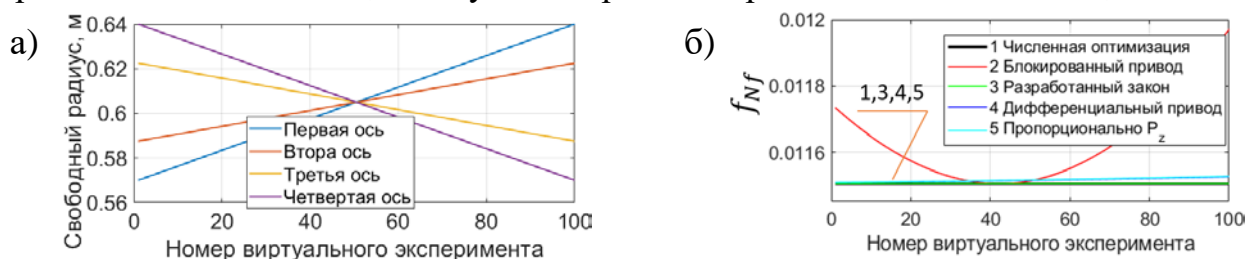 а)
Свободный радиус, м
0.64
0.62
0.6
0.58
0.56
Первая ось
Втора ось
Третья ось
Четвертая ось
0 20 40 60 80 100
Номер виртуального эксперимента
б)
f_Nf
0.012
0.0118
0.0116
1 Численная оптимизация
2 Блокированный привод
3 Разработанный закон
4 Дифференциальный привод
5 Пропорционально P_z
1,3,4,5
20 40 60 80 100
Номер виртуального эксперимента